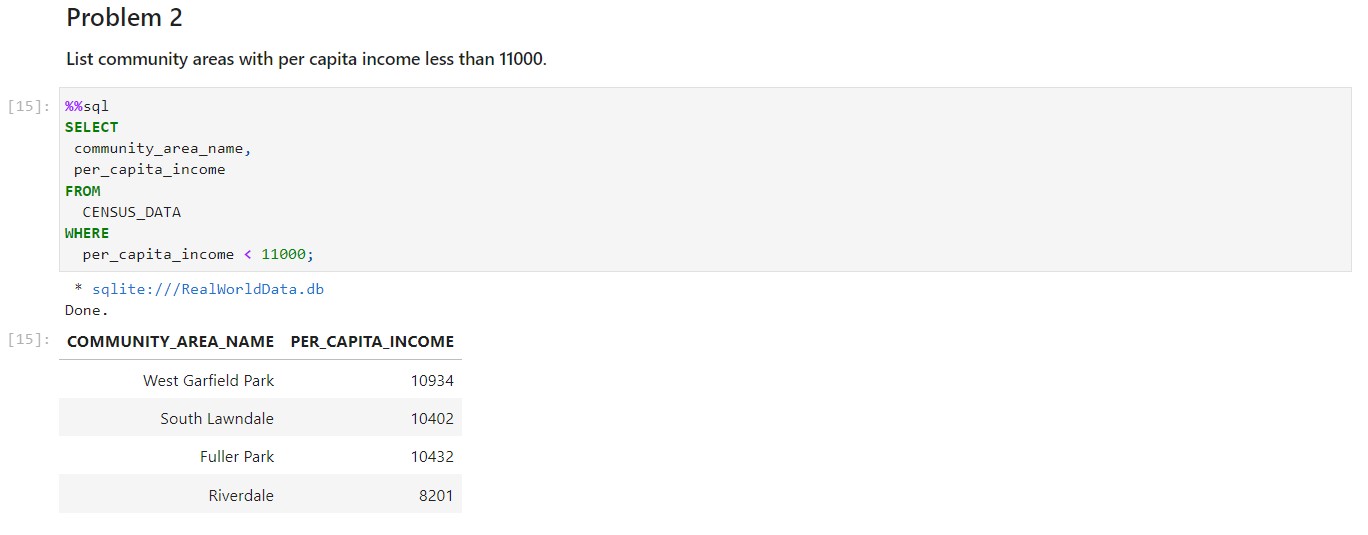 Problem 2
List community areas with per capita income less than 11000.
[15]: %%sql
SELECT
community_area_name,
per_capita_income
FROM
CENSUS_DATA
WHERE
per_capita_income < 11000;
* sqlite:///RealWorldData.db
Done.
[15]: COMMUNITY_AREA_NAME PER_CAPITA_INCOME
West Garfield Park 10934
South Lawndale 10402
Fuller Park 10432
Riverdale 8201